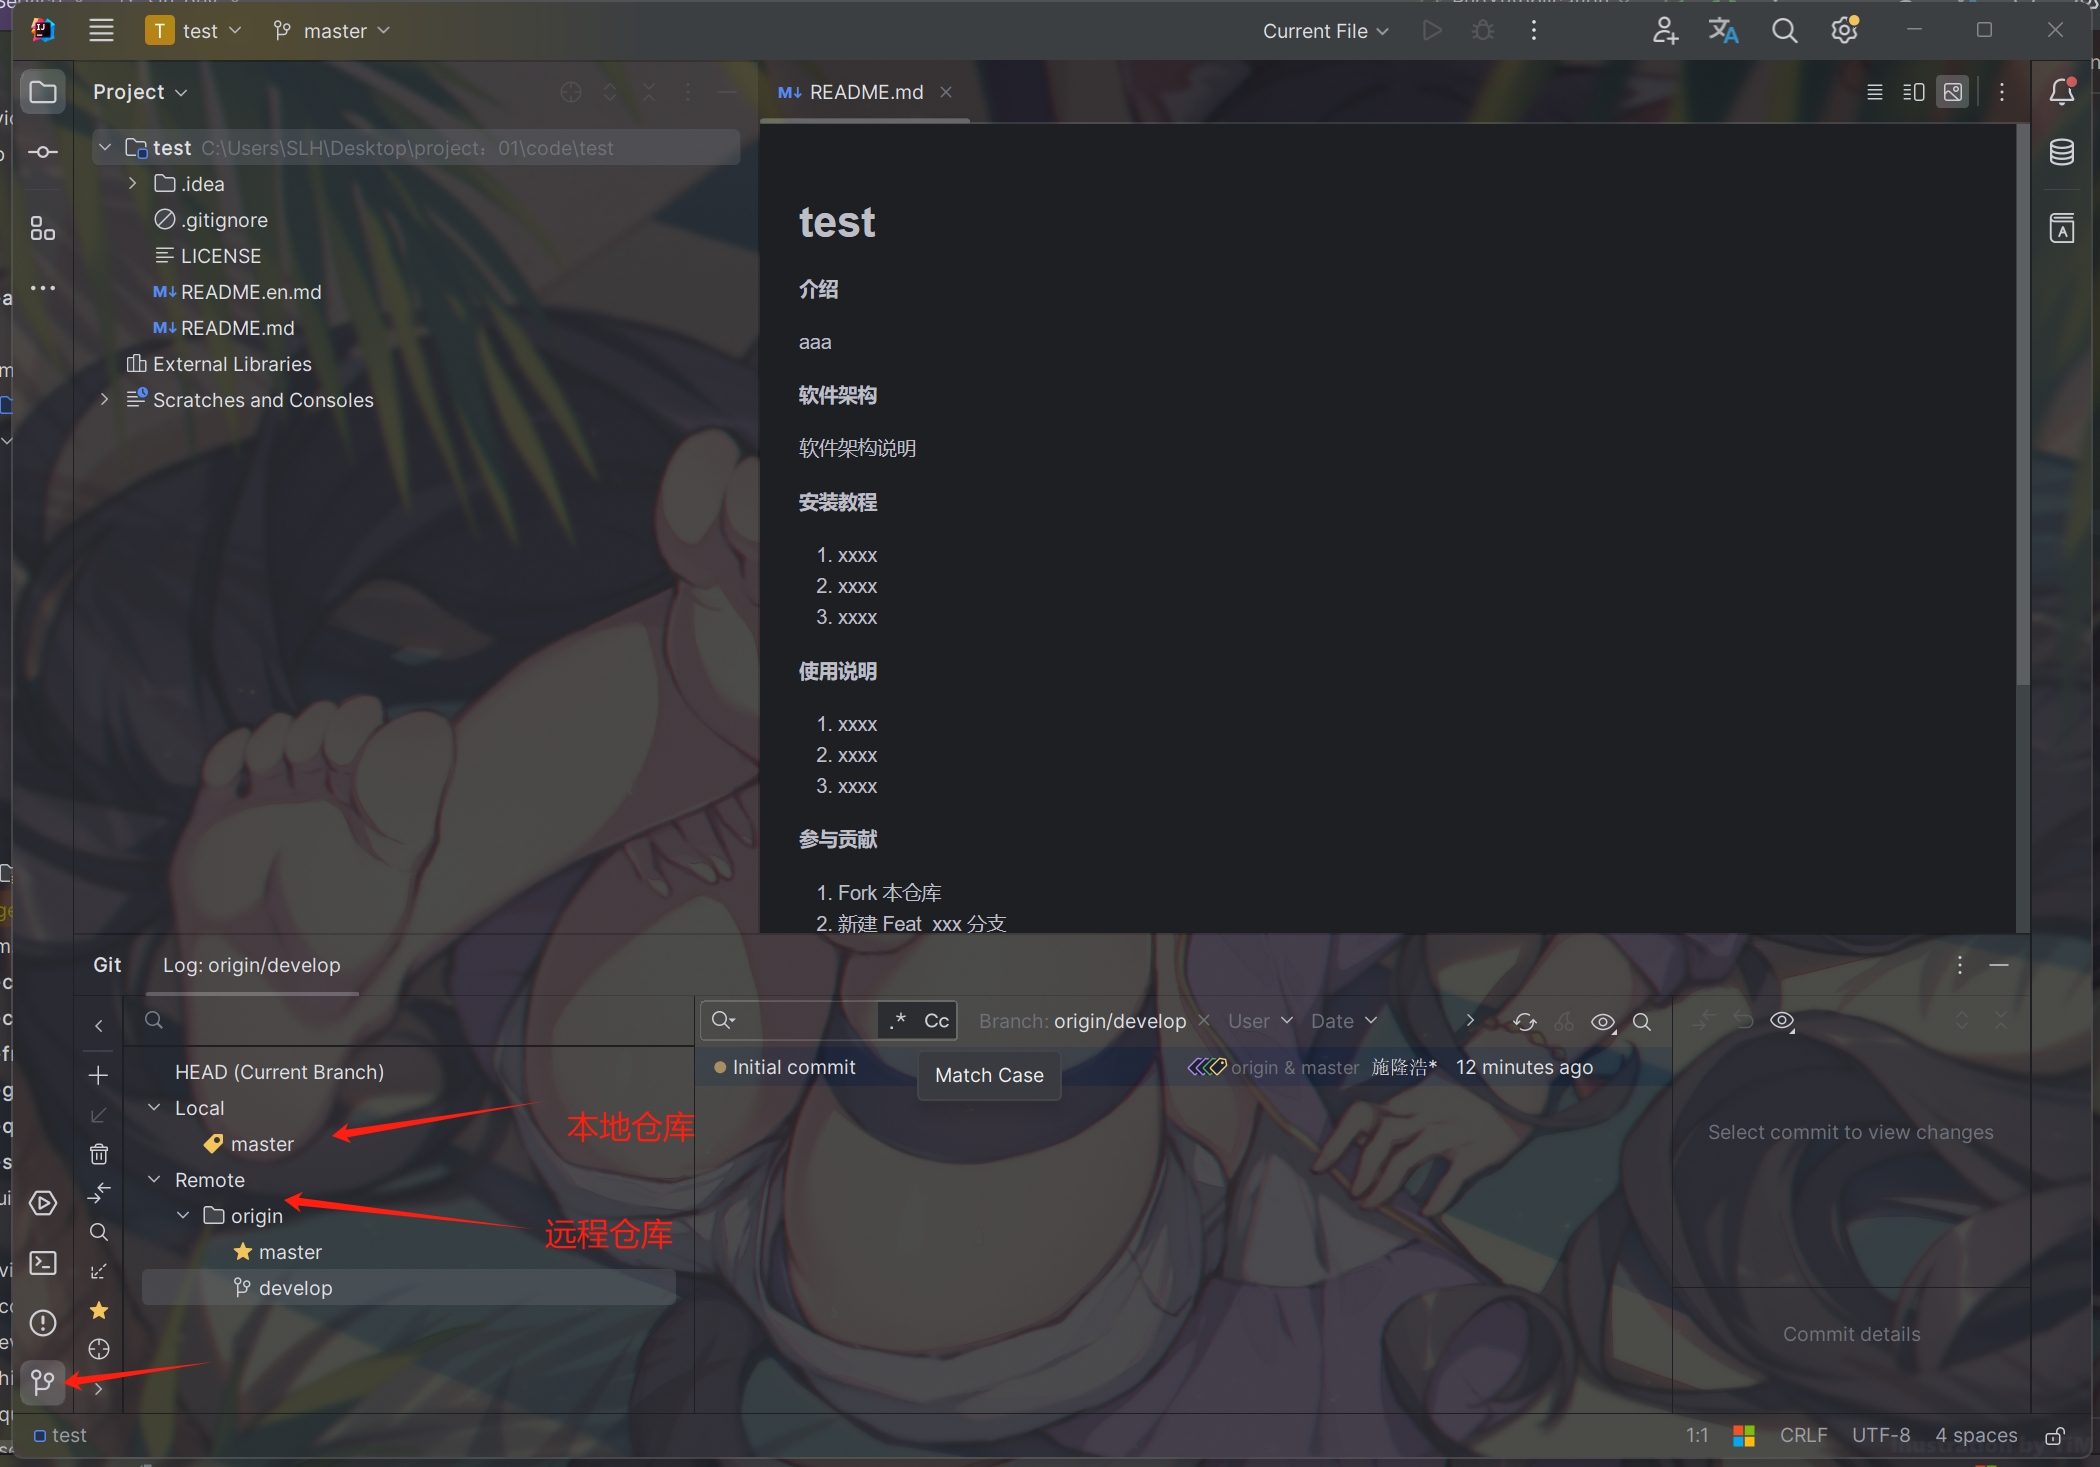 T test master Current File
Project
README.md
test C:\Users\SLH\Desktop\project：01\code\test
.idea
.gitignore
LICENSE
M↓ README.en.md
M↓ README.md
External Libraries
Scratches and Consoles
test
介绍
aaa
软件架构
软件架构说明
安装教程
1. xxxx
2. xxxx
3. xxxx
使用说明
1. xxxx
2. xxxx
3. xxxx
参与贡献
1. Fork 本仓库
2. 新建 Feat_xxx 分支
Git Log: origin/develop
.* Cc Branch: origin/develop User Date
HEAD (Current Branch)
Local
master
本地仓库
Remote
origin
远程仓库
master
develop
Initial commit origin & master 施隆浩* 12 minutes ago
Match Case
Select commit to view changes
Commit details
test 1:1 CRLF UTF-8 4 spaces